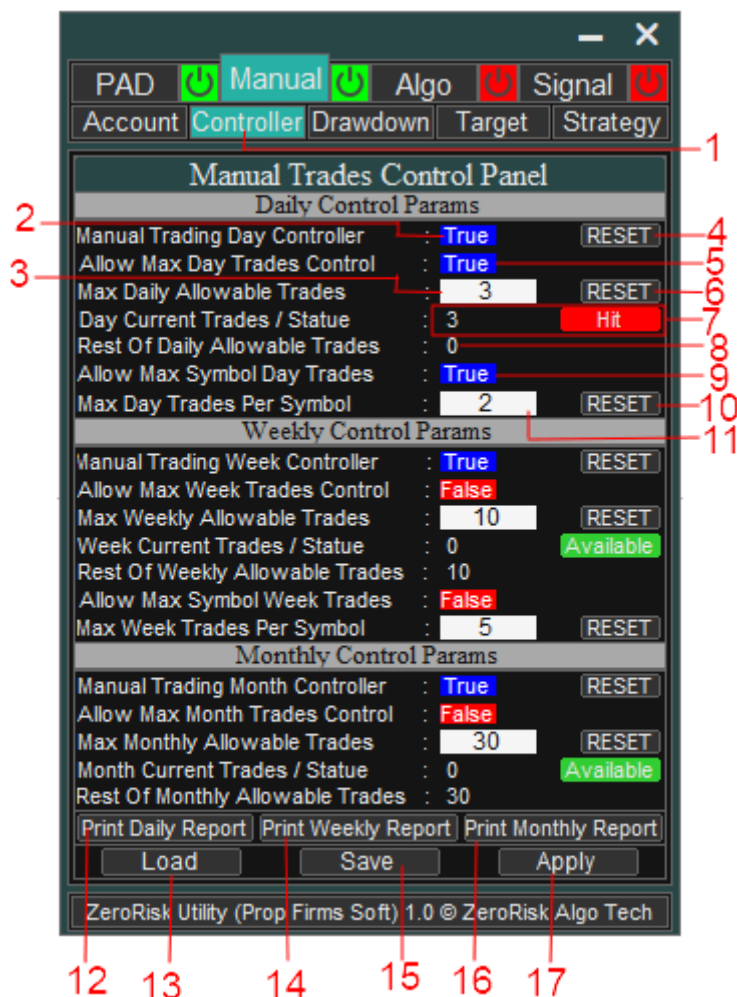 PAD Manual Algo Signal
Account Controller Drawdown Target Strategy
1
Manual Trades Control Panel
Daily Control Params
2 Manual Trading Day Controller : True RESET 4
Allow Max Day Trades Control : True 5
3 Max Daily Allowable Trades : 3 RESET 6
Day Current Trades / Statue : 3 Hit 7
Rest Of Daily Allowable Trades : 0 8
Allow Max Symbol Day Trades : True 9
Max Day Trades Per Symbol : 2 RESET 10
11
Weekly Control Params
Manual Trading Week Controller : True RESET
Allow Max Week Trades Control : False
Max Weekly Allowable Trades : 10 RESET
Week Current Trades / Statue : 0 Available
Rest Of Weekly Allowable Trades : 10
Allow Max Symbol Week Trades : False
Max Week Trades Per Symbol : 5 RESET
Monthly Control Params
Manual Trading Month Controller : True RESET
Allow Max Month Trades Control : False
Max Monthly Allowable Trades : 30 RESET
Month Current Trades / Statue : 0 Available
Rest Of Monthly Allowable Trades : 30
Print Daily Report Print Weekly Report Print Monthly Report
Load Save Apply
ZeroRisk Utility (Prop Firms Soft) 1.0 © ZeroRisk Algo Tech
12 13 14 15 16 17